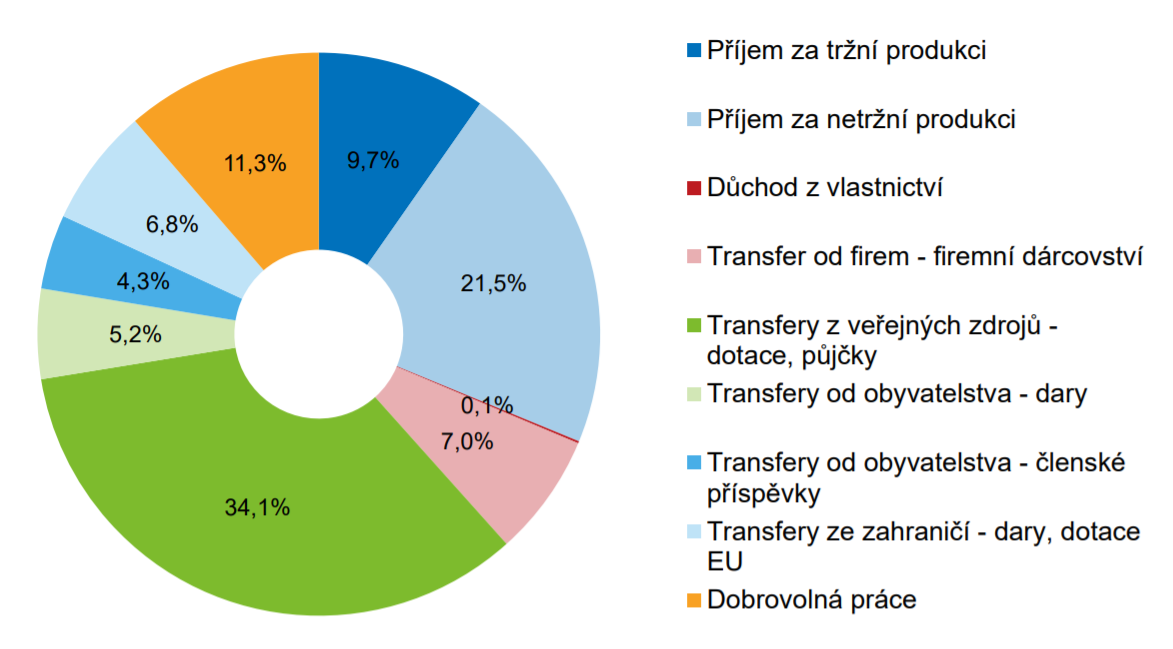 9,7%
21,5%
0,1%
7,0%
34,1%
5,2%
4,3%
6,8%
11,3%
Příjem za tržní produkci
Příjem za netržní produkci
Důchod z vlastnictví
Transfer od firem - firemní dárcovství
Transfery z veřejných zdrojů -
dotace, půjčky
Transfery od obyvatelstva - dary
Transfery od obyvatelstva - členské
příspěvky
Transfery ze zahraničí - dary, dotace
EU
Dobrovolná práce